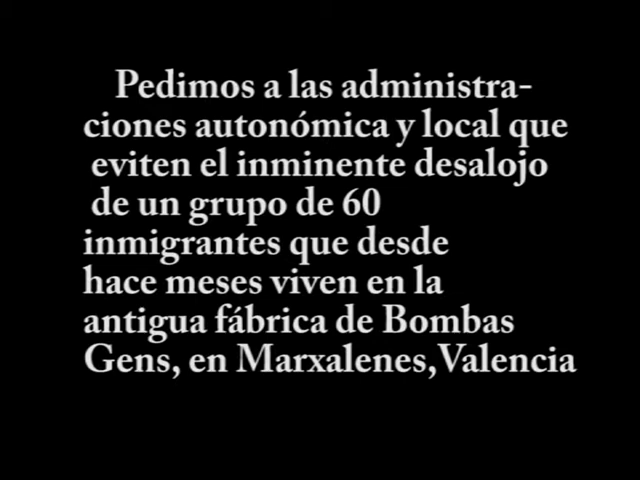 Pedimos a las administra-
ciones autonómica y local que
eviten el inminente desalojo
de un grupo de 60
inmigrantes que desde
hace meses viven en la
antigua fábrica de Bombas
Gens, en Marxalenes,Valencia